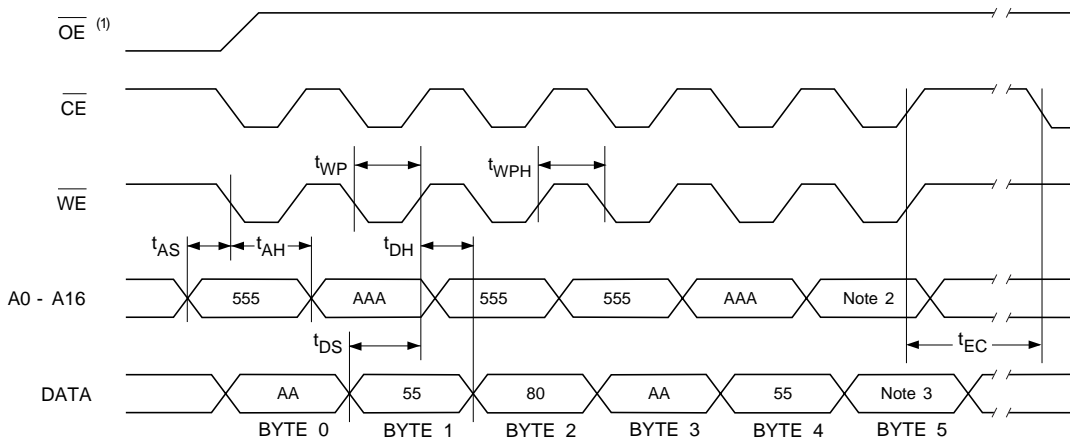 OE (1)
CE
tWP
tWPH
WE
tAS
tAH
tDH
A0 - A16
555
AAA
555
555
AAA
Note 2
tDS
tEC
DATA
AA
55
80
AA
55
Note 3
BYTE 0
BYTE 1
BYTE 2
BYTE 3
BYTE 4
BYTE 5